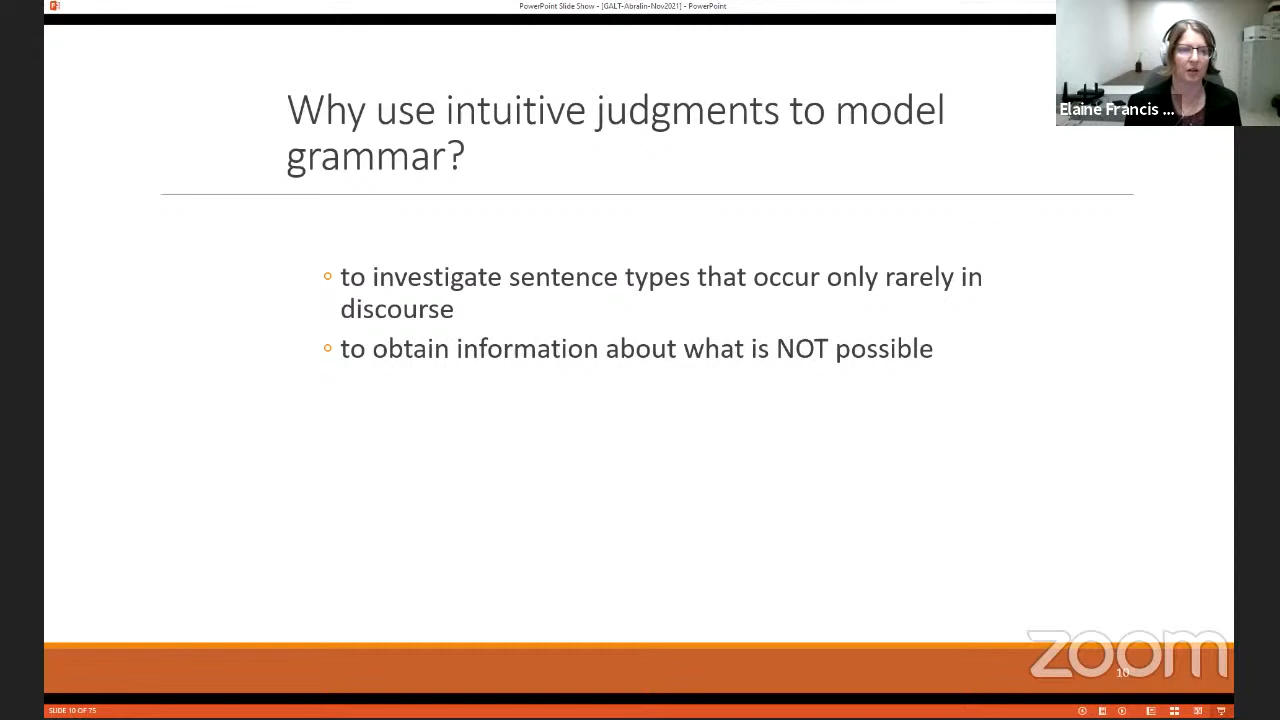 PowerPoint Slide Show - [GALT-Abralin-Nov2021] - PowerPoint
Elaine Francis ...
Why use intuitive judgments to model
grammar?
◦ to investigate sentence types that occur only rarely in
discourse
◦ to obtain information about what is NOT possible
zoom
10
SLIDE 10 OF 75